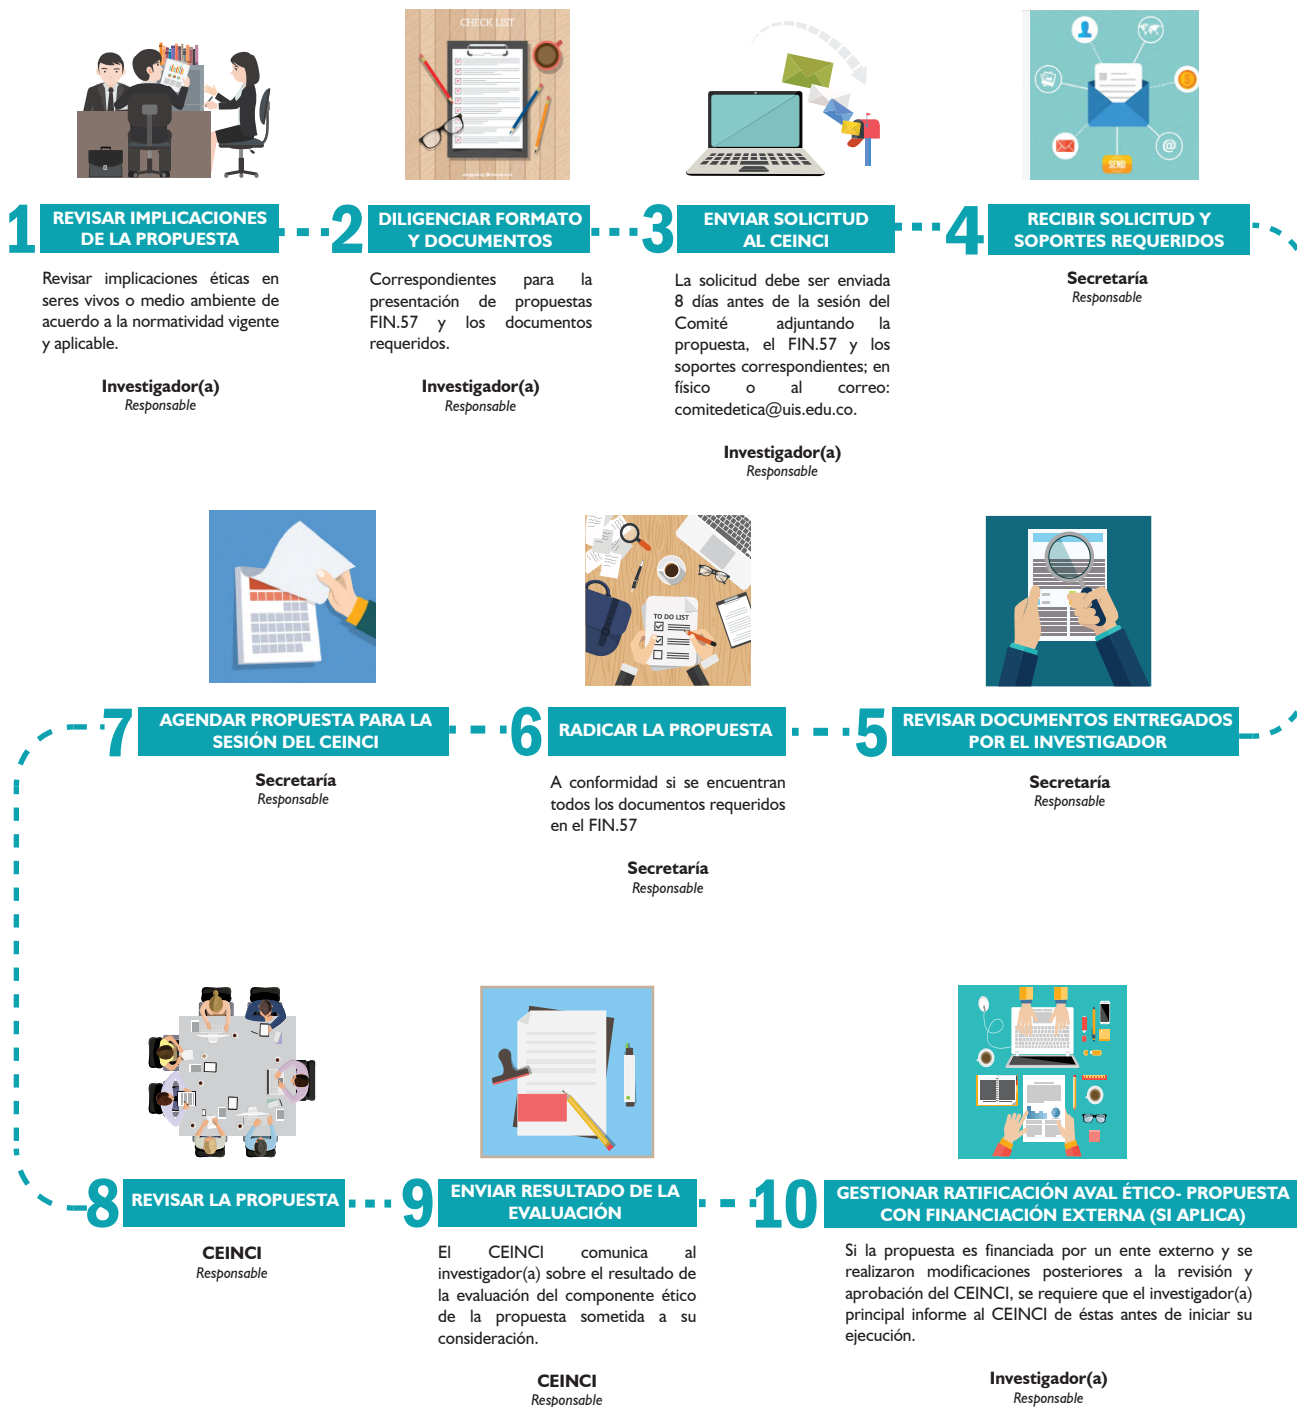 CHECK LIST
SEND
@
1
REVISAR IMPLICACIONES
DE LA PROPUESTA
Revisar implicaciones éticas en
seres vivos o medio ambiente de
acuerdo a la normatividad vigente
y aplicable.
Investigador(a)
Responsable
2
DILIGENCIAR FORMATO
Y DOCUMENTOS
Correspondientes para la
presentación de propuestas
FIN.57 y los documentos
requeridos.
Investigador(a)
Responsable
3
ENVIAR SOLICITUD
AL CEINCI
La solicitud debe ser enviada
8 días antes de la sesión del
Comité adjuntando la
propuesta, el FIN.57 y los
soportes correspondientes; en
físico o al correo:
comitedetica@uis.edu.co.
Investigador(a)
Responsable
4
RECIBIR SOLICITUD Y
SOPORTES REQUERIDOS
Secretaría
Responsable
5
REVISAR DOCUMENTOS ENTREGADOS
POR EL INVESTIGADOR
Secretaría
Responsable
TO DO LIST
6
RADICAR LA PROPUESTA
A conformidad si se encuentran
todos los documentos requeridos
en el FIN.57
Secretaría
Responsable
7
AGENDAR PROPUESTA PARA LA
SESIÓN DEL CEINCI
Secretaría
Responsable
8
REVISAR LA PROPUESTA
CEINCI
Responsable
9
ENVIAR RESULTADO DE LA
EVALUACIÓN
El CEINCI comunica al
investigador(a) sobre el resultado de
la evaluación del componente ético
de la propuesta sometida a su
consideración.
CEINCI
Responsable
10
GESTIONAR RATIFICACIÓN AVAL ÉTICO- PROPUESTA
CON FINANCIACIÓN EXTERNA (SI APLICA)
Si la propuesta es financiada por un ente externo y se
realizaron modificaciones posteriores a la revisión y
aprobación del CEINCI, se requiere que el investigador(a)
principal informe al CEINCI de éstas antes de iniciar su
ejecución.
Investigador(a)
Responsable